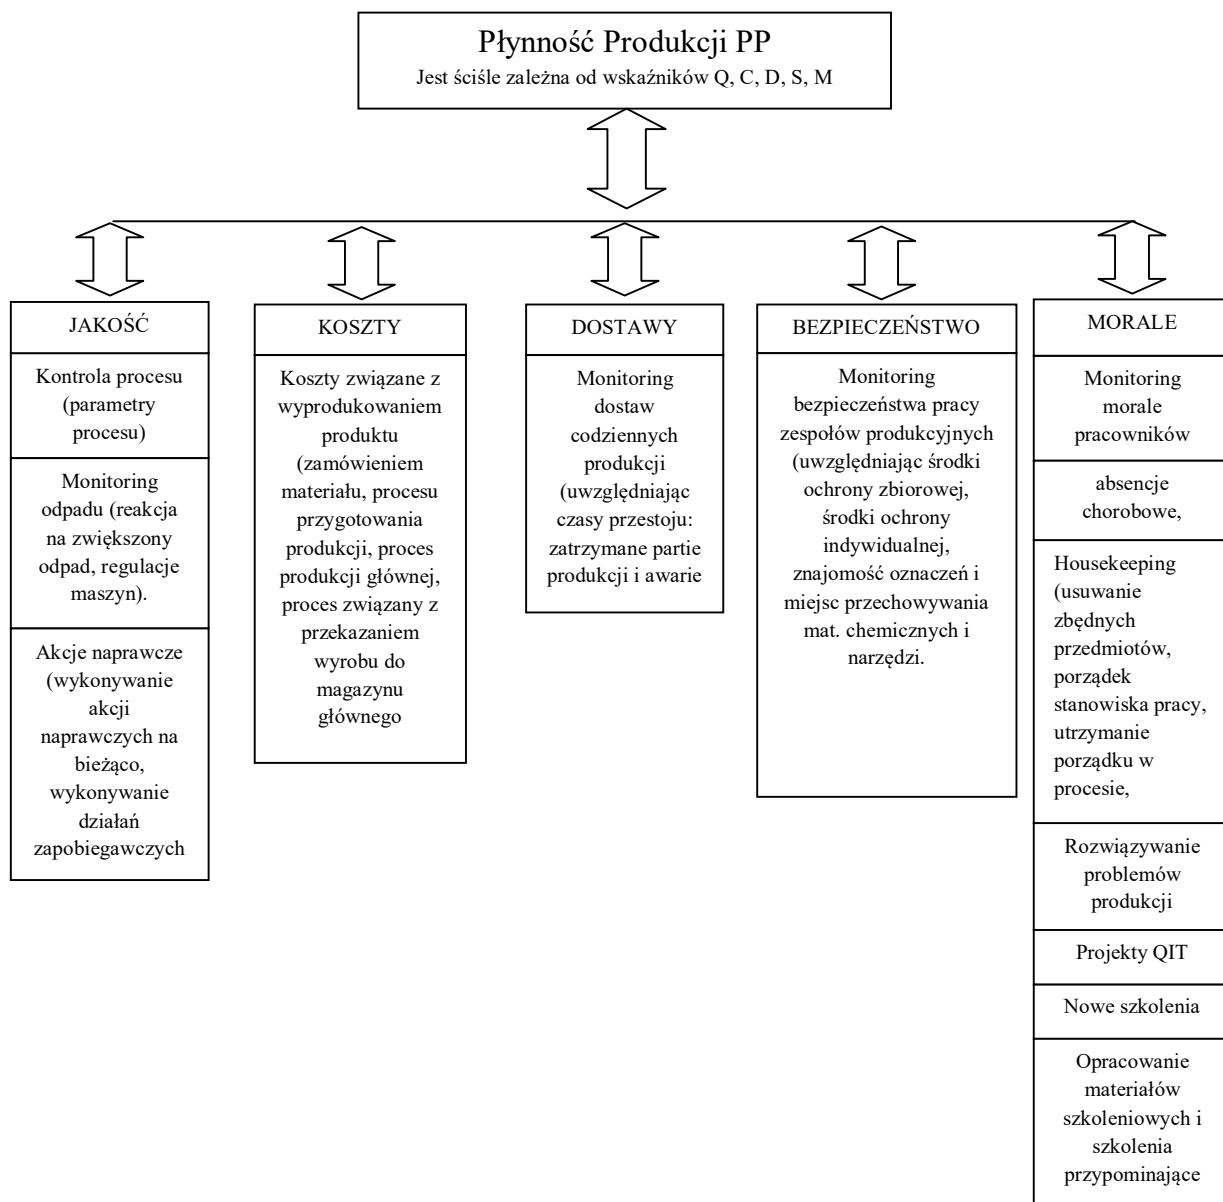 Płynność Produkcji PP
Jest ściśle zależna od wskaźników Q, C, D, S, M
JAKOŚĆ
Kontrola procesu
(parametry
procesu)
Monitoring
odpadu (reakcja
na zwiększony
odpad, regulacje
maszyn).
Akcje naprawcze
(wykonywanie
akcji
naprawczych na
bieżąco,
wykonywanie
działań
zapobiegawczych
KOSZTY
Koszty związane z
wyprodukowaniem
produktu
(zamówieniem
materiału, procesu
przygotowania
produkcji, proces
produkcji głównej,
proces związany z
przekazaniem
wyrobu do
magazynu
głównego
DOSTAWY
Monitoring
dostaw
codziennych
produkcji
(uwzględniając
czasy przestoju:
zatrzymane partie
produkcji i awarie
BEZPIECZEŃSTWO
Monitoring
bezpieczeństwa pracy
zespołów produkcyjnych
(uwzględniając środki
ochrony zbiorowej,
środki ochrony
indywidualnej,
znajomość oznaczeń i
miejsc przechowywania
mat. chemicznych i
narzędzi.
MORALE
Monitoring
morale
pracowników
absencje
chorobowe,
Housekeeping
(usuwanie
zbędnych
przedmiotów,
porządek
stanowiska pracy,
utrzymanie
porządku w
procesie,
Rozwiązywanie
problemów
produkcji
Projekty QIT
Nowe szkolenia
Opracowanie
materiałów
szkoleniowych i
szkolenia
przypominające